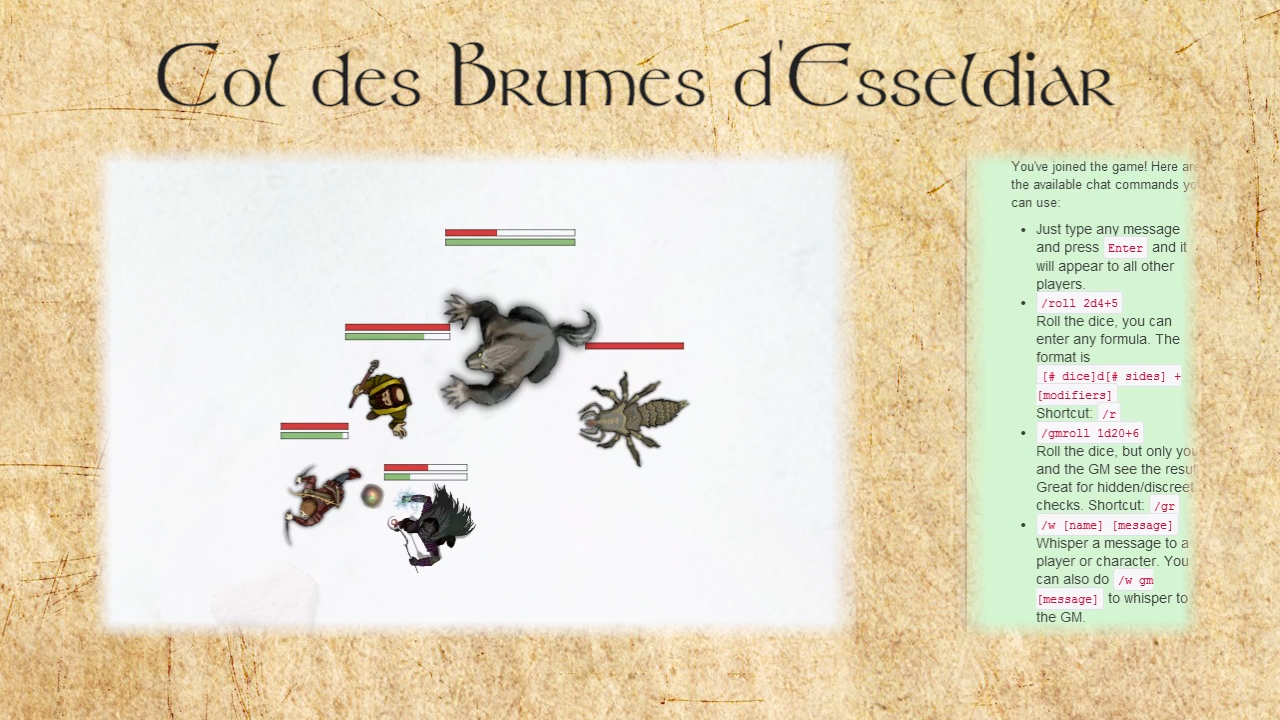 Col des Brumes d'Esseldiar
You've joined the game! Here are
the available chat commands you
can use:
• Just type any message
and press Enter and it
will appear to all other
players.
• /roll 2d4+5
Roll the dice, you can
enter any formula. The
format is
[# dice]d[# sides] +
[modifiers]
Shortcut: /r
• /gmroll 1d20+6
Roll the dice, but only you
and the GM see the resu
Great for hidden/discreet
checks. Shortcut: /gr
• /w [name] [message]
Whisper a message to a
player or character. You
can also do /w gm
[message] to whisper to
the GM.